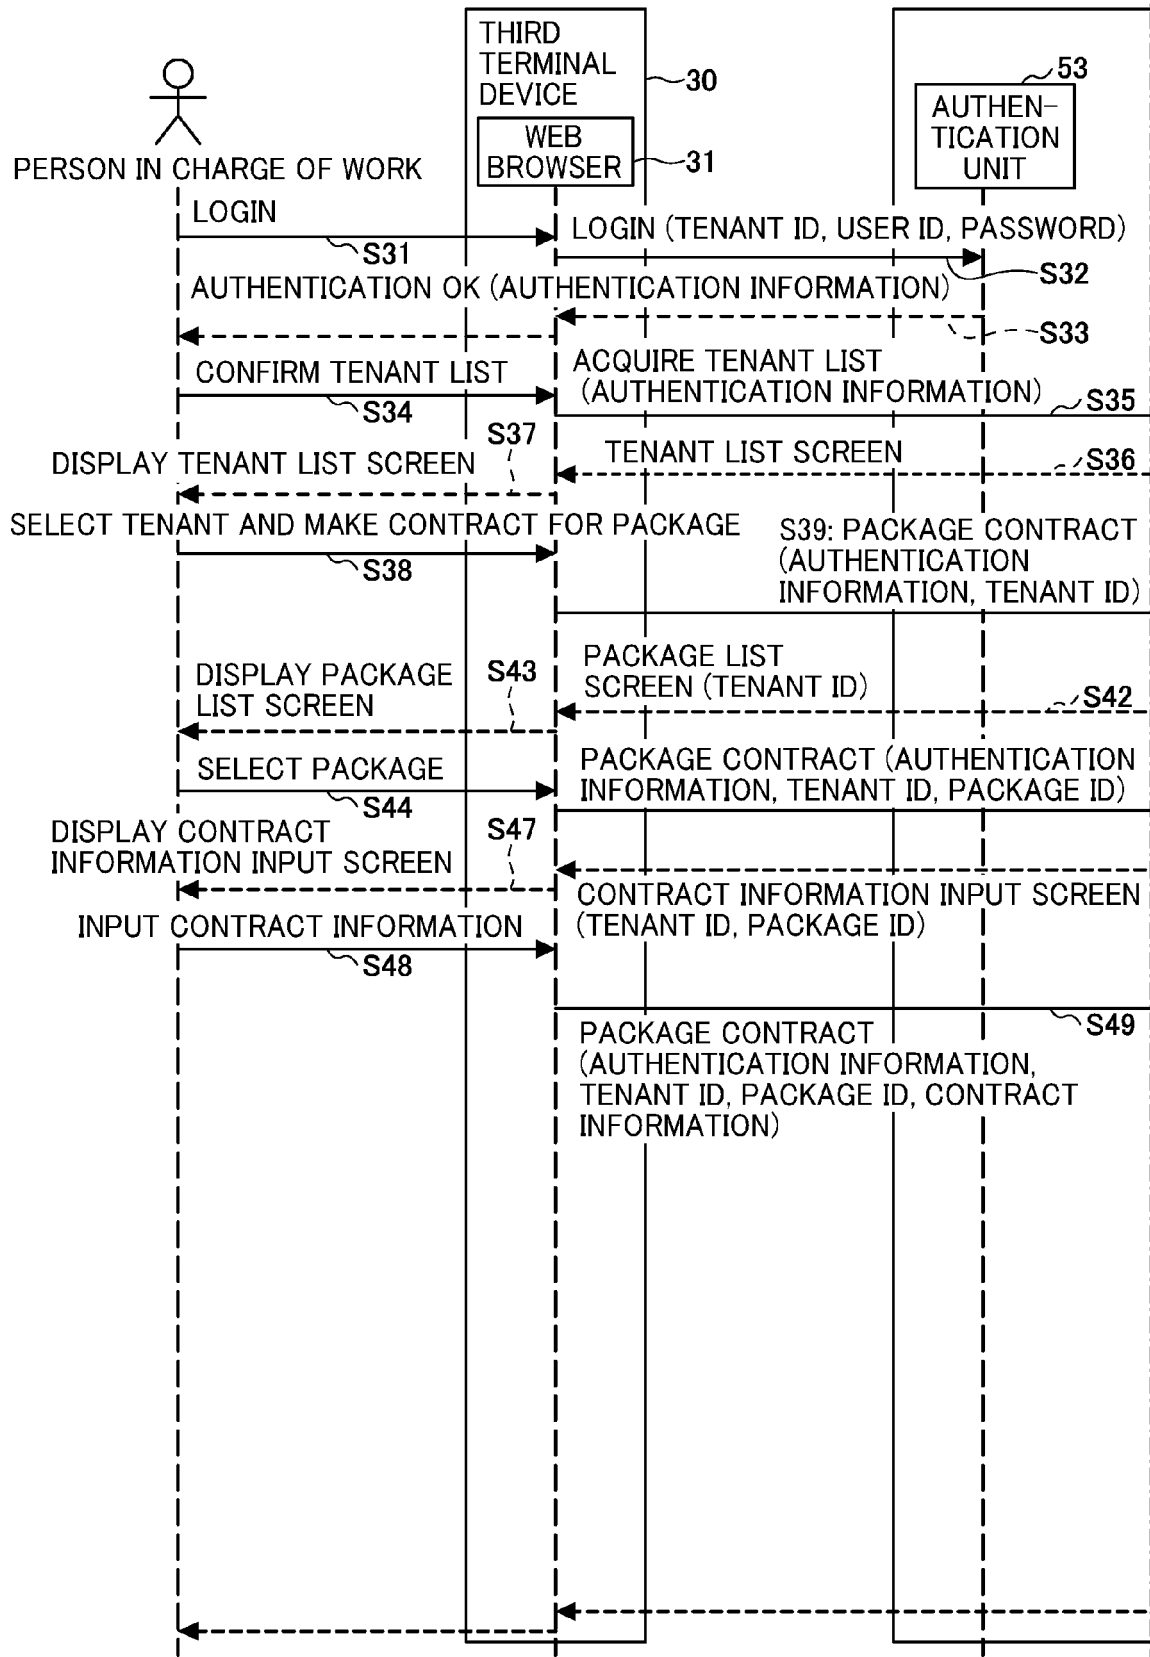 THIRD
TERMINAL
DEVICE
30
53
WEB
BROWSER
31
AUTHEN-
TICATION
UNIT
PERSON IN CHARGE OF WORK
LOGIN
S31
LOGIN (TENANT ID, USER ID, PASSWORD)
S32
AUTHENTICATION OK (AUTHENTICATION INFORMATION)
S33
CONFIRM TENANT LIST
S34
ACQUIRE TENANT LIST
(AUTHENTICATION INFORMATION)
S35
S37
DISPLAY TENANT LIST SCREEN
TENANT LIST SCREEN
S36
SELECT TENANT AND MAKE CONTRACT FOR PACKAGE
S38
S39: PACKAGE CONTRACT
(AUTHENTICATION
INFORMATION, TENANT ID)
PACKAGE LIST
SCREEN (TENANT ID)
S42
DISPLAY PACKAGE
LIST SCREEN
S43
SELECT PACKAGE
S44
PACKAGE CONTRACT (AUTHENTICATION
INFORMATION, TENANT ID, PACKAGE ID)
DISPLAY CONTRACT
INFORMATION INPUT SCREEN
S47
CONTRACT INFORMATION INPUT SCREEN
(TENANT ID, PACKAGE ID)
INPUT CONTRACT INFORMATION
S48
S49
PACKAGE CONTRACT
(AUTHENTICATION INFORMATION,
TENANT ID, PACKAGE ID, CONTRACT
INFORMATION)